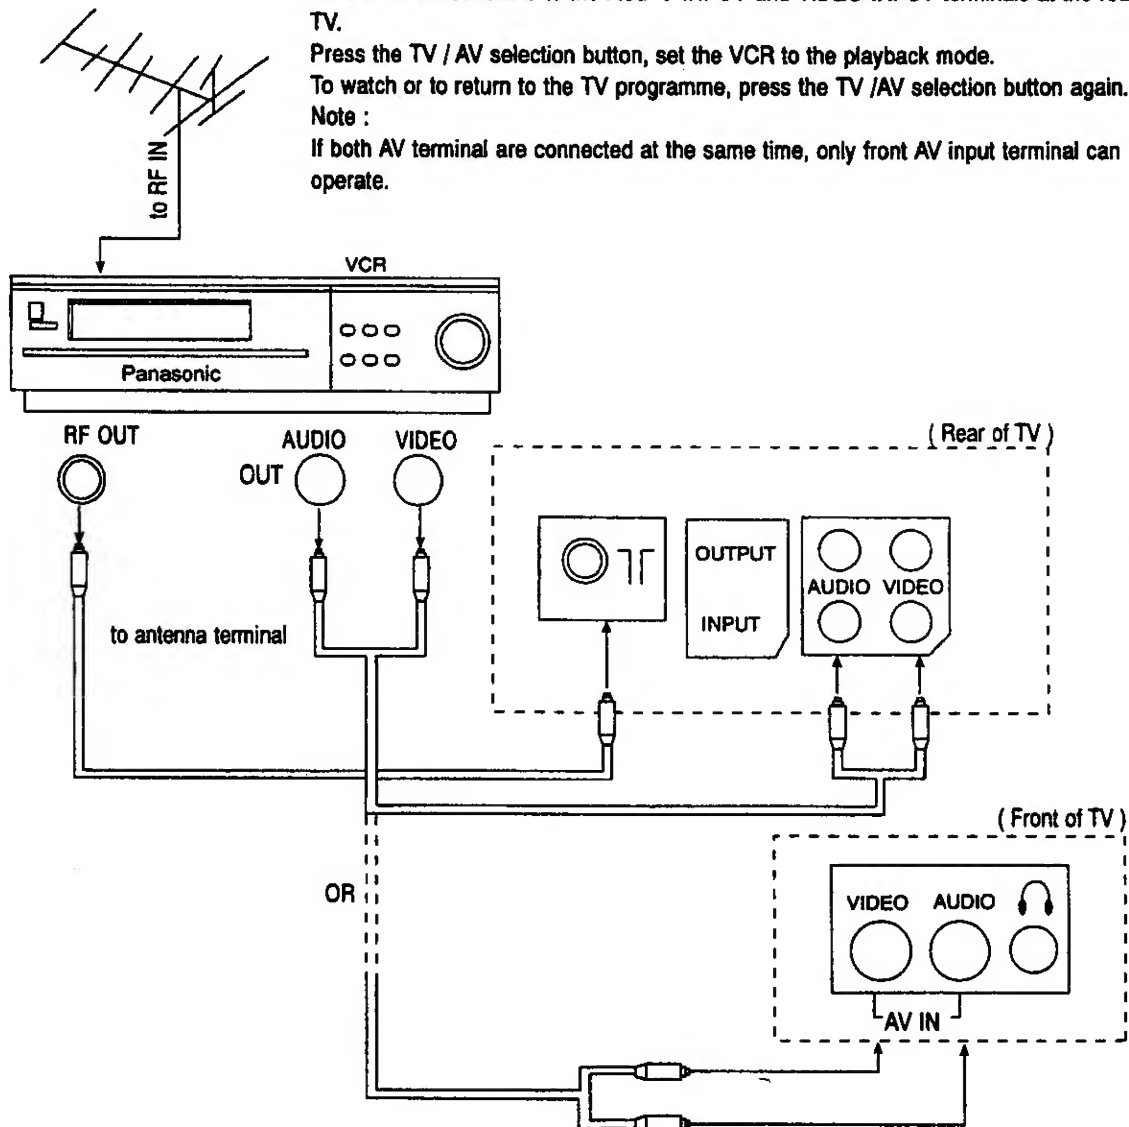 TV.
Press the TV / AV selection button, set the VCR to the playback mode.
To watch or to return to the TV programme, press the TV /AV selection button again.
Note :
If both AV terminal are connected at the same time, only front AV input terminal can
operate.
to RF IN
VCR
Panasonic
RF OUT
AUDIO VIDEO
OUT
( Rear of TV )
OUTPUT
AUDIO VIDEO
INPUT
to antenna terminal
( Front of TV )
OR
VIDEO AUDIO
AV IN